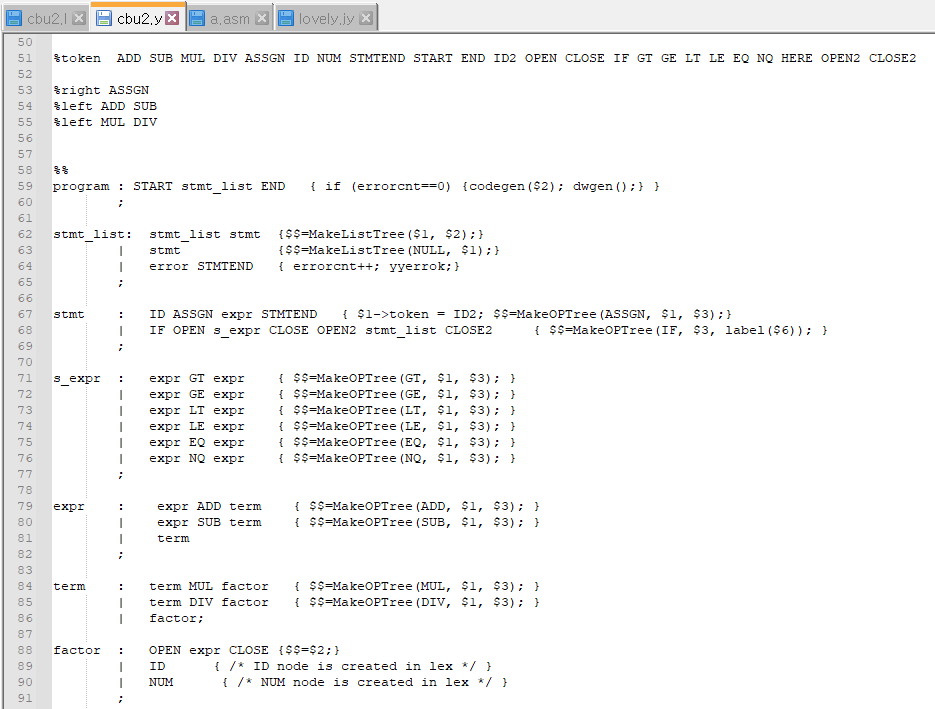 cbu2.l cbu2.y a.asm lovely.jy
50
51 %token  ADD SUB MUL DIV ASSGN ID NUM STMTEND START END ID2 OPEN CLOSE IF GT GE LT LE EQ NQ HERE OPEN2 CLOSE2
52
53 %right ASSGN
54 %left ADD SUB
55 %left MUL DIV
56
57
58 %%
59 program : START stmt_list END   { if (errorcnt==0) {codegen($2); dwgen();} }
60         ;
61
62 stmt_list:  stmt_list stmt  {$$=MakeListTree($1, $2);}
63         |   stmt            {$$=MakeListTree(NULL, $1);}
64         |   error STMTEND   { errorcnt++; yyerrok;}
65         ;
66
67 stmt    :   ID ASSGN expr STMTEND   { $1->token = ID2; $$=MakeOPTree(ASSGN, $1, $3);}
68         |   IF OPEN s_expr CLOSE OPEN2 stmt_list CLOSE2     { $$=MakeOPTree(IF, $3, label($6)); }
69         ;
70
71 s_expr  :   expr GT expr    { $$=MakeOPTree(GT, $1, $3); }
72         |   expr GE expr    { $$=MakeOPTree(GE, $1, $3); }
73         |   expr LT expr    { $$=MakeOPTree(LT, $1, $3); }
74         |   expr LE expr    { $$=MakeOPTree(LE, $1, $3); }
75         |   expr EQ expr    { $$=MakeOPTree(EQ, $1, $3); }
76         |   expr NQ expr    { $$=MakeOPTree(NQ, $1, $3); }
77         ;
78
79 expr    :    expr ADD term    { $$=MakeOPTree(ADD, $1, $3); }
80         |    expr SUB term    { $$=MakeOPTree(SUB, $1, $3); }
81         |    term
82         ;
83
84 term    :   term MUL factor   { $$=MakeOPTree(MUL, $1, $3); }
85         |   term DIV factor   { $$=MakeOPTree(DIV, $1, $3); }
86         |   factor;
87
88 factor  :   OPEN expr CLOSE {$$=$2;}
89         |   ID      { /* ID node is created in lex */ }
90         |   NUM      { /* NUM node is created in lex */ }
91         ;